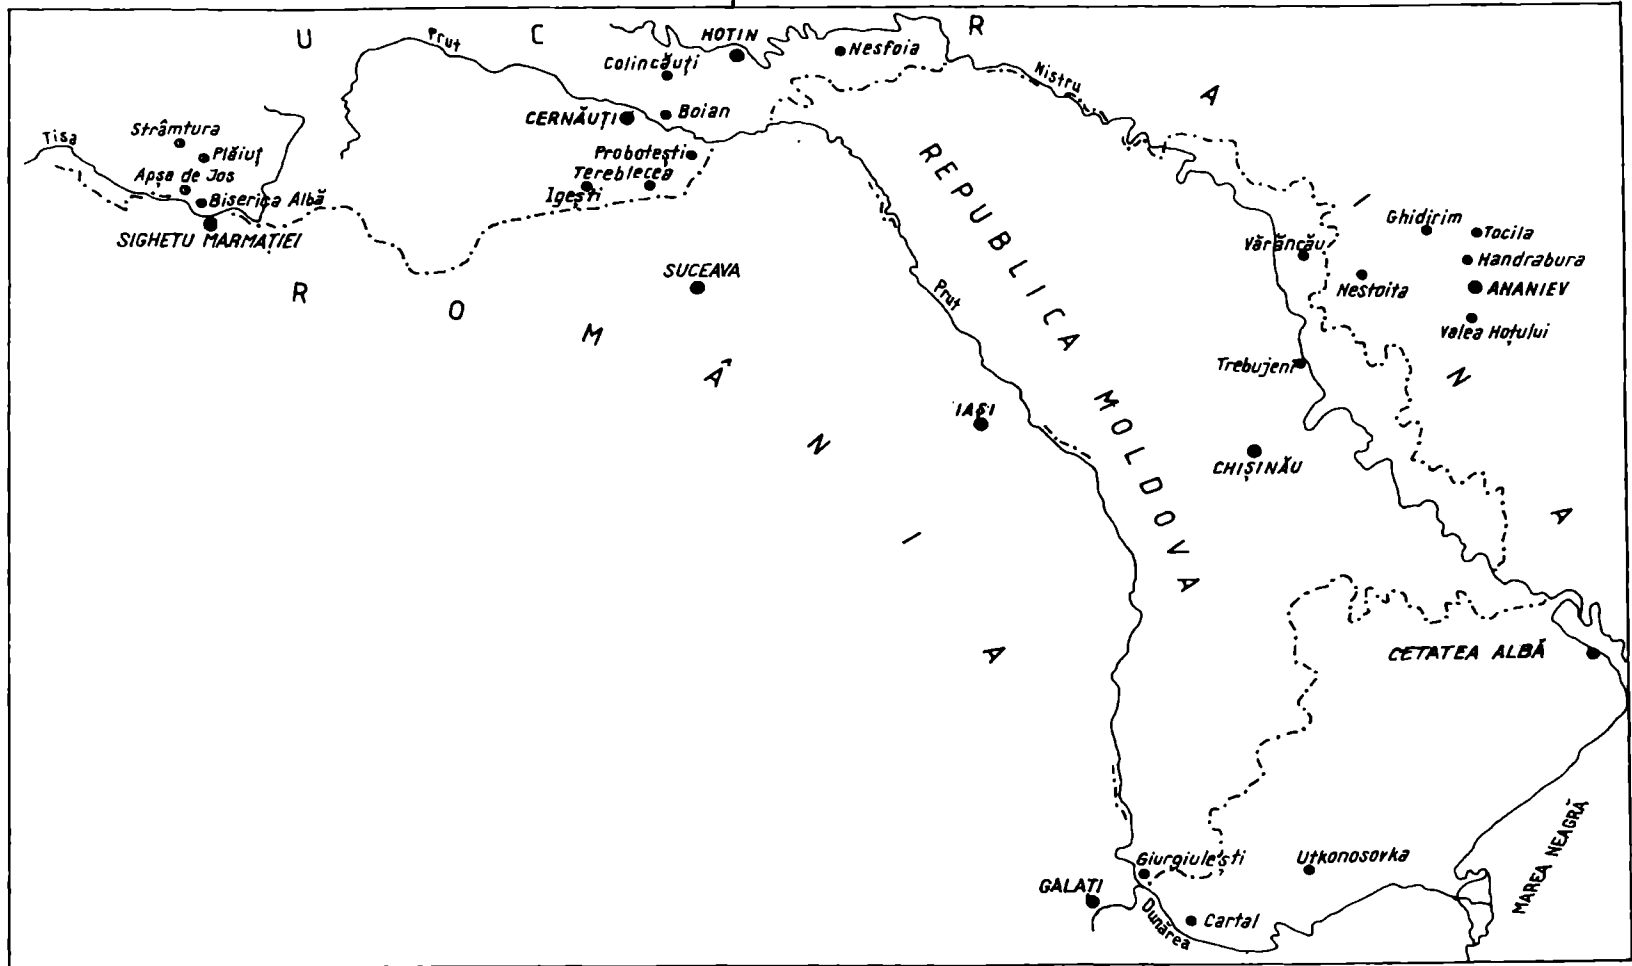 UCRAINA
HOTIN
Nesfoia
Colincăuți
Prut
Nistru
CERNĂUȚI
Boian
Strâmtura
Tisa
Plăiuț
Apșa de Jos
Biserica Albă
SIGHETU MARMAȚIEI
Probotești
Tereblecea
Igești
SUCEAVA
ROMÂNIA
REPUBLICA MOLDOVA
Prut
Ghidirim
Tocila
Vărăncău
Handrabura
Nestoita
ANANIEV
Valea Hoțului
Trebujeni
IAȘI
CHIȘINĂU
CETATEA ALBĂ
Giurgiulești
Utkonosovka
GALAȚI
Cartal
Dunărea
MAREA NEAGRĂ